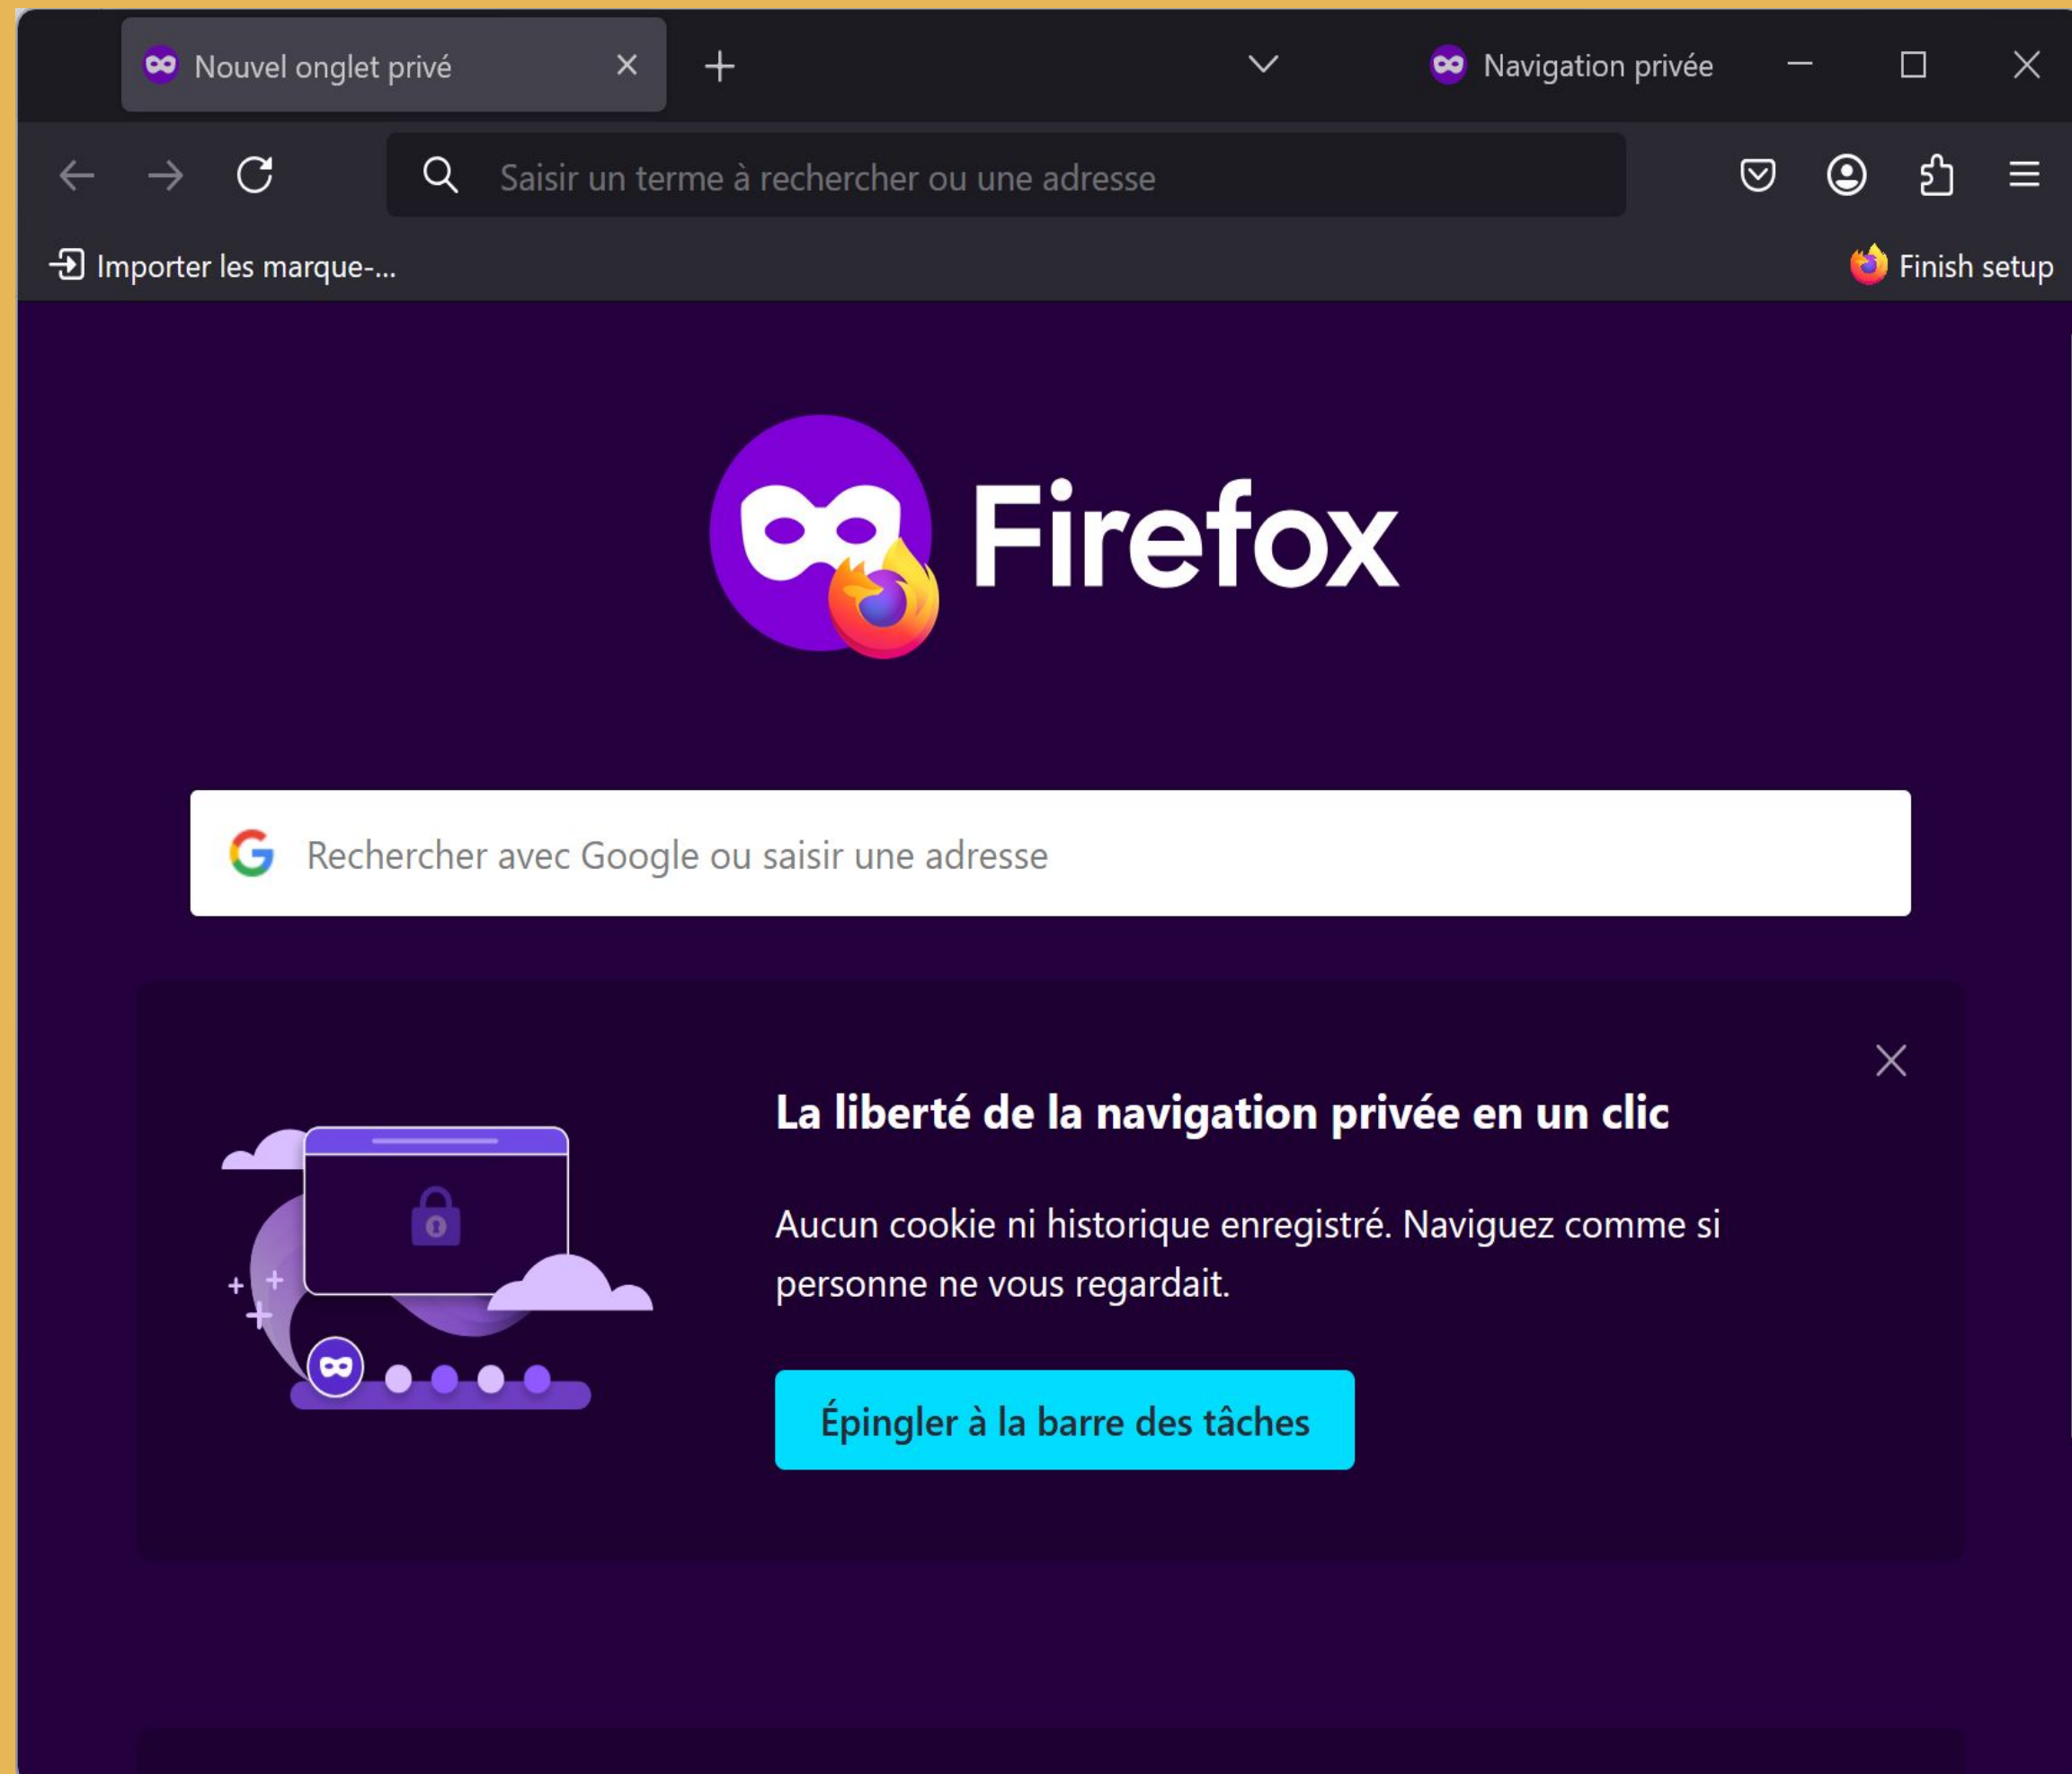 Nouvel onglet privé
Navigation privée
Saisir un terme à rechercher ou une adresse
Importer les marque-...
Finish setup
Firefox
Rechercher avec Google ou saisir une adresse
La liberté de la navigation privée en un clic
Aucun cookie ni historique enregistré. Naviguez comme si
personne ne vous regardait.
Épingler à la barre des tâches